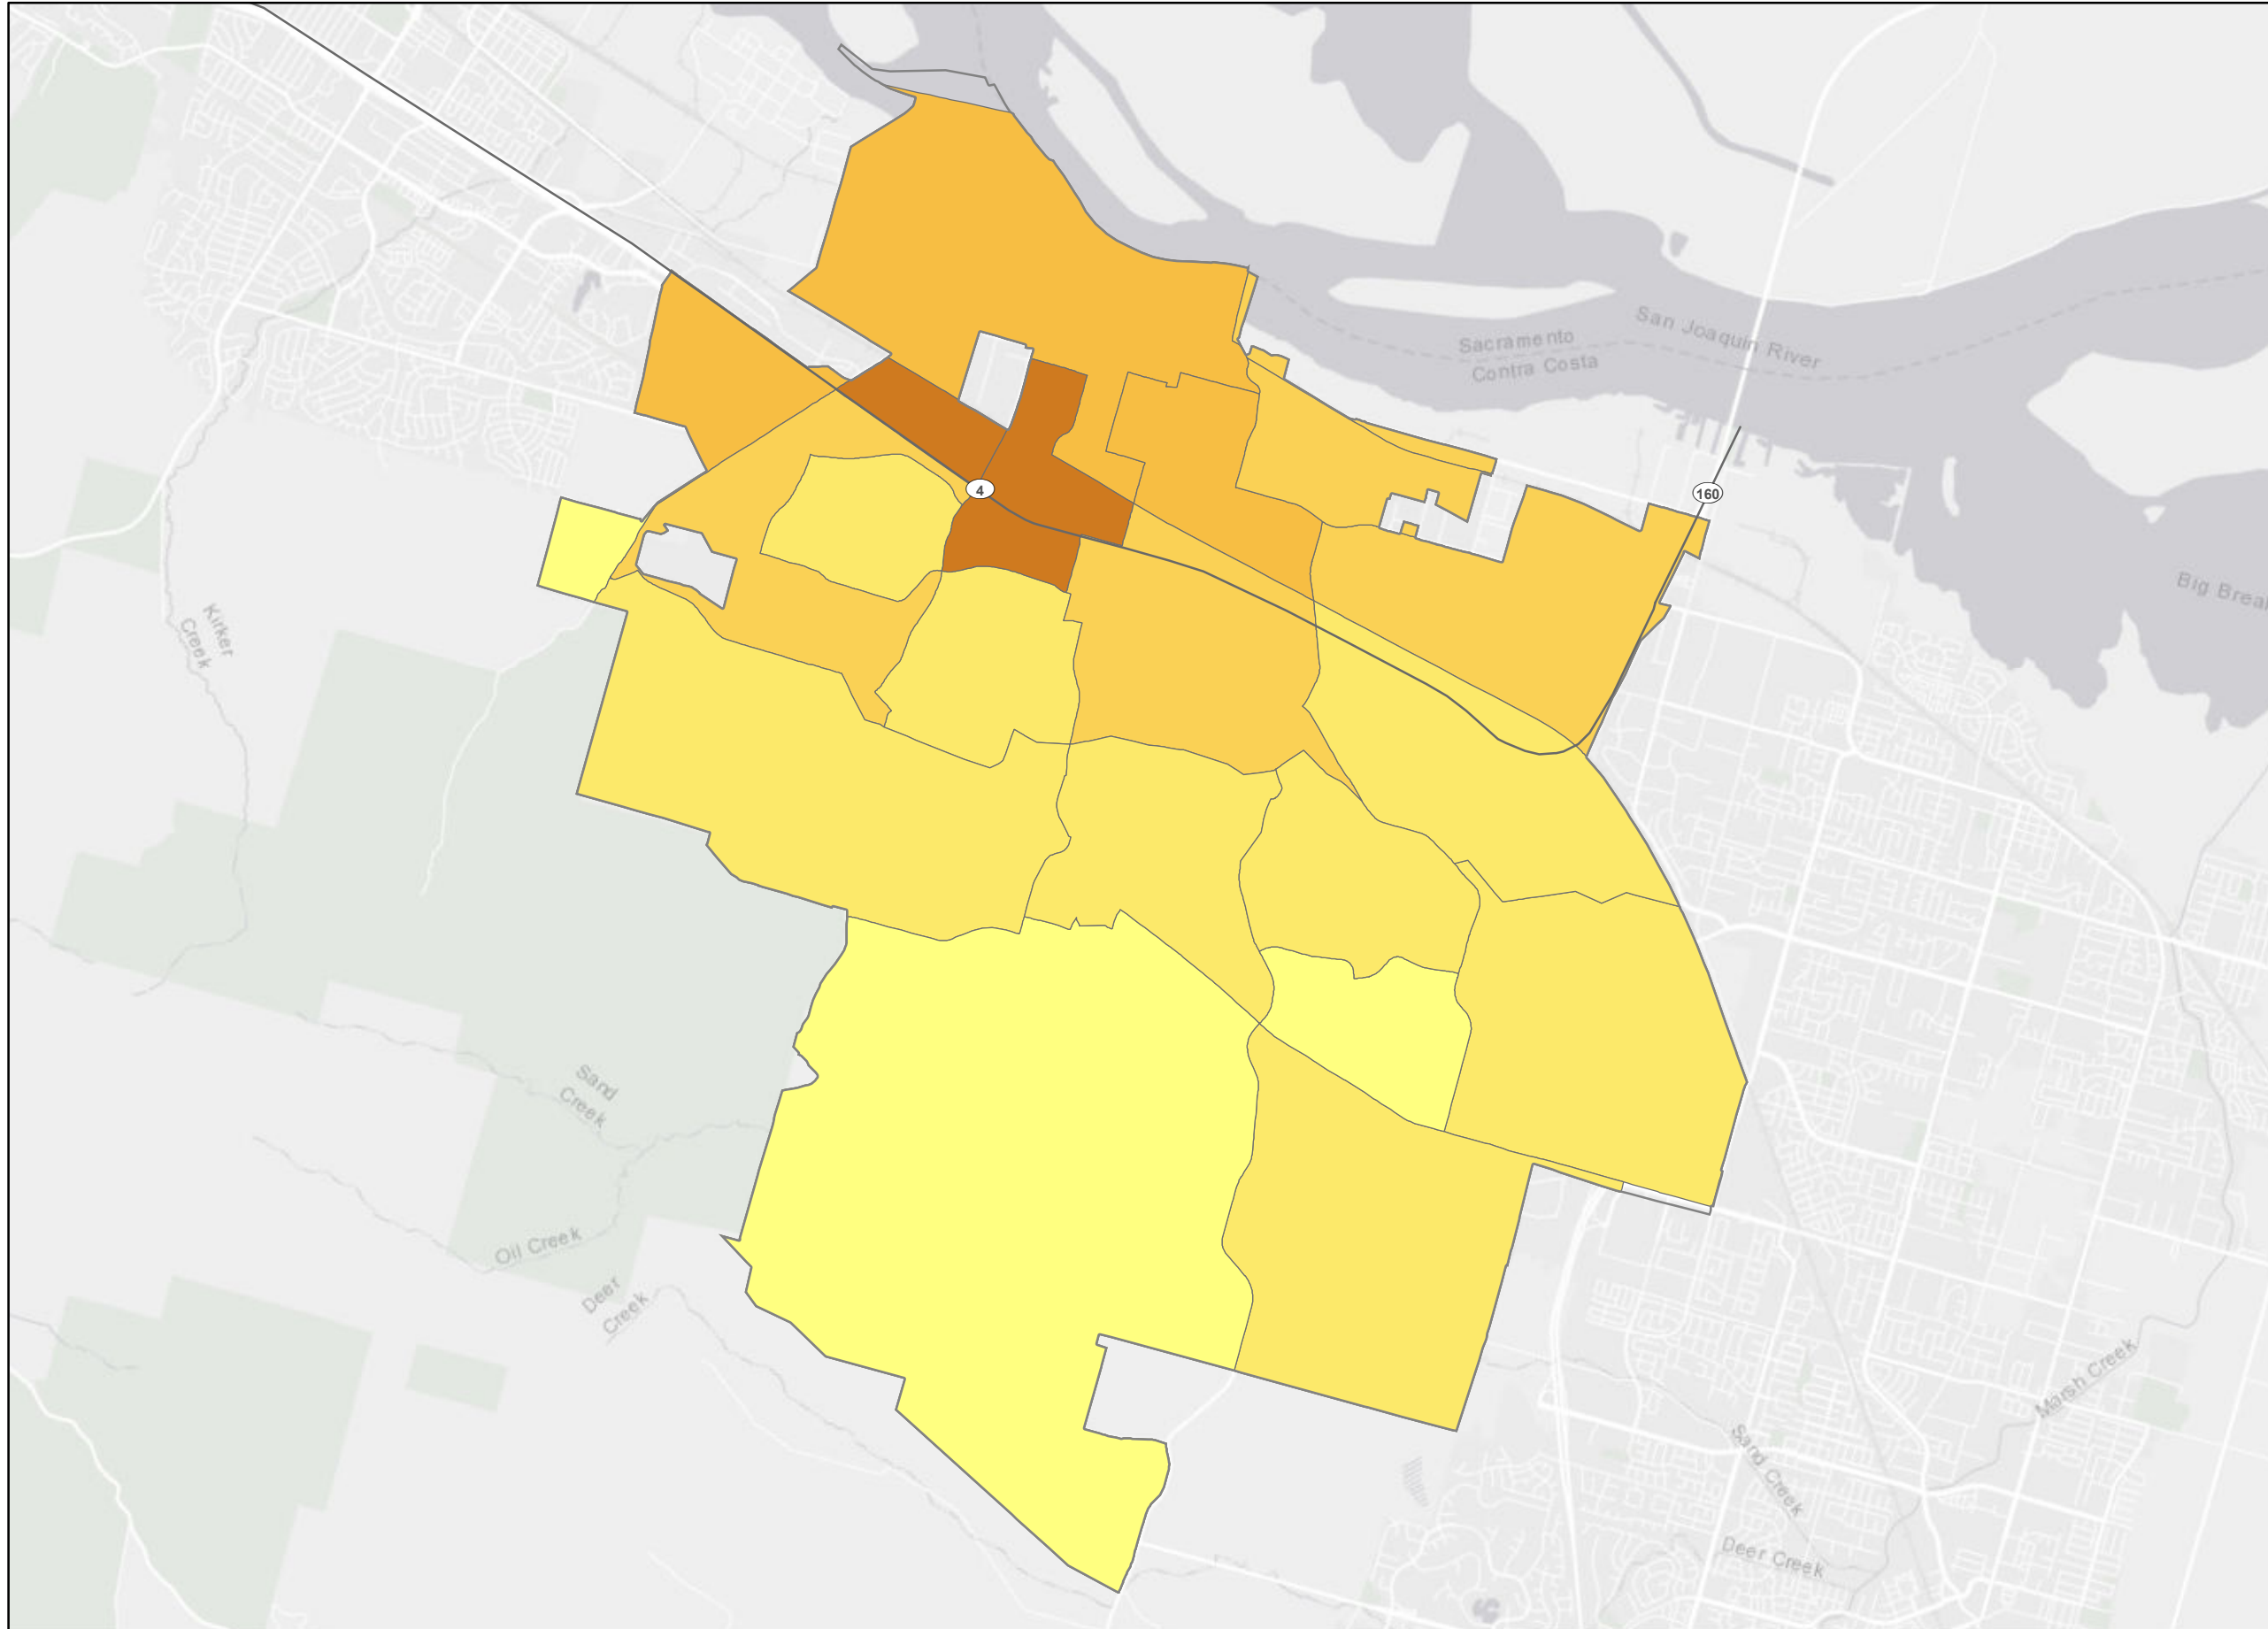 San Joaquin River
Sacramento
Contra Costa
4
160
Big Break
Kirker
Creek
Sand
Creek
Oil Creek
Deer
Creek
Marsh Creek
Sand Creek
Deer Creek